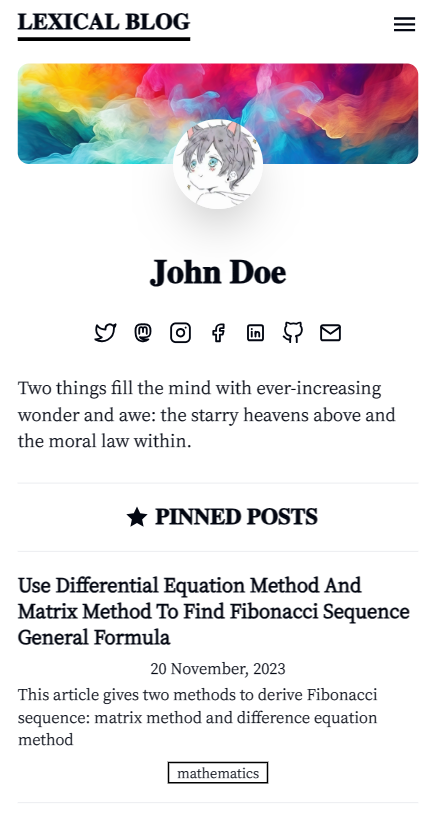 LEXICAL BLOG
John Doe
Two things fill the mind with ever-increasing
wonder and awe: the starry heavens above and
the moral law within.
PINNED POSTS
Use Differential Equation Method And
Matrix Method To Find Fibonacci Sequence
General Formula
20 November, 2023
This article gives two methods to derive Fibonacci
sequence: matrix method and difference equation
method
mathematics